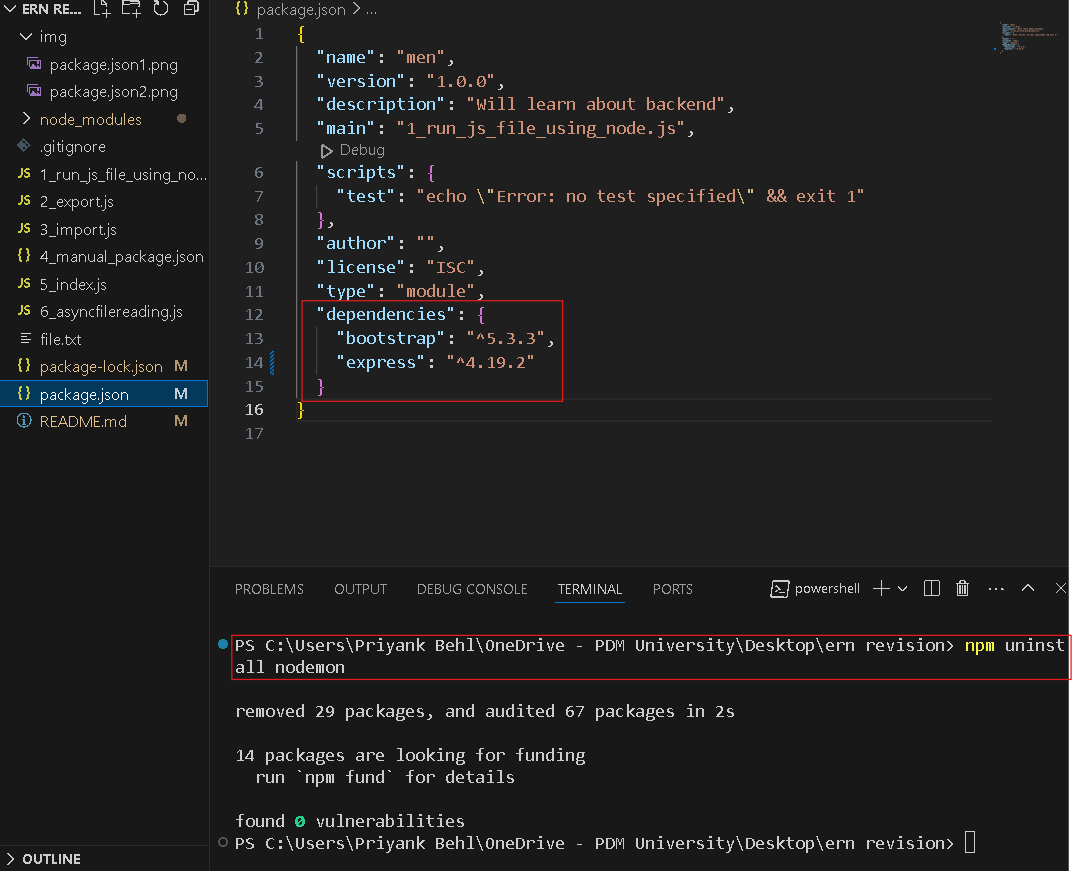 ERN RE...
img
package.json1.png
package.json2.png
node_modules
.gitignore
JS 1_run_js_file_using_no...
JS 2_export.js
JS 3_import.js
{} 4_manual_package.json
JS 5_index.js
JS 6_asyncfilereading.js
file.txt
{} package-lock.json M
{} package.json M
README.md M
OUTLINE
{} package.json > ...
1 {
2 "name": "men",
3 "version": "1.0.0",
4 "description": "Will learn about backend",
5 "main": "1_run_js_file_using_node.js",
Debug
6 "scripts": {
7 "test": "echo \"Error: no test specified\" && exit 1"
8 },
9 "author": "",
10 "license": "ISC",
11 "type": "module",
12 "dependencies": {
13 "bootstrap": "^5.3.3",
14 "express": "^4.19.2"
15 }
16 }
17
PROBLEMS OUTPUT DEBUG CONSOLE TERMINAL PORTS powershell
PS C:\Users\Priyank Behl\OneDrive - PDM University\Desktop\ern revision> npm uninst
all nodemon
removed 29 packages, and audited 67 packages in 2s
14 packages are looking for funding
run `npm fund` for details
found 0 vulnerabilities
PS C:\Users\Priyank Behl\OneDrive - PDM University\Desktop\ern revision>